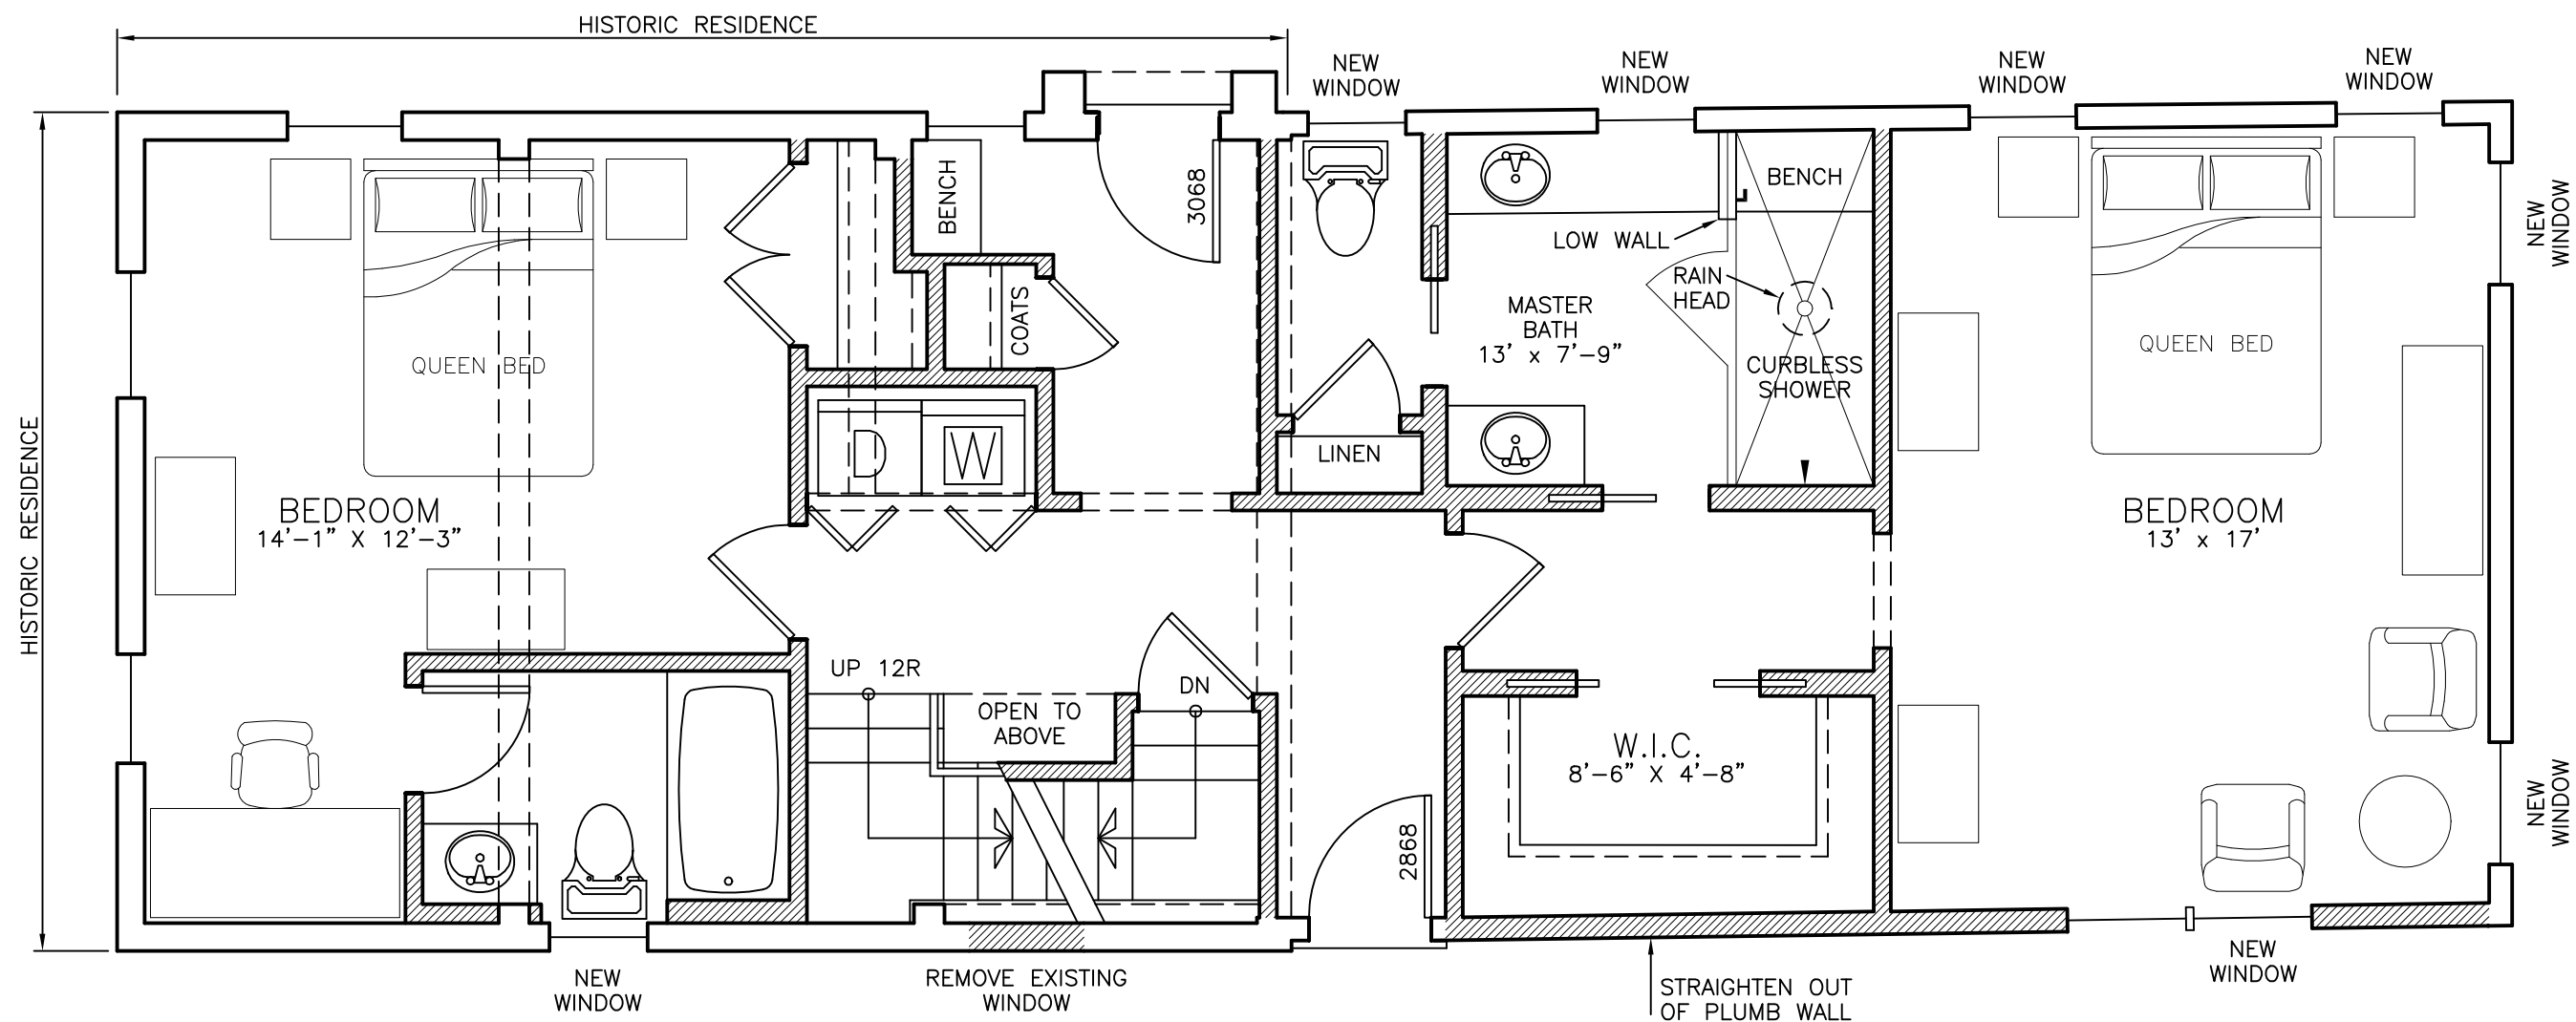 HISTORIC RESIDENCE
NEW
WINDOW
NEW
WINDOW
NEW
WINDOW
NEW
WINDOW
BENCH
3068
BENCH
LOW WALL
NEW
WINDOW
RAIN
HEAD
COATS
MASTER
BATH
13' x 7'-9"
QUEEN BED
QUEEN BED
CURBLESS
SHOWER
D
W
LINEN
HISTORIC RESIDENCE
BEDROOM
14'-1" X 12'-3"
BEDROOM
13' x 17'
UP 12R
DN
OPEN TO
ABOVE
W.I.C.
8'-6" X 4'-8"
NEW
WINDOW
2868
NEW
WINDOW
REMOVE EXISTING
WINDOW
STRAIGHTEN OUT
OF PLUMB WALL
NEW
WINDOW